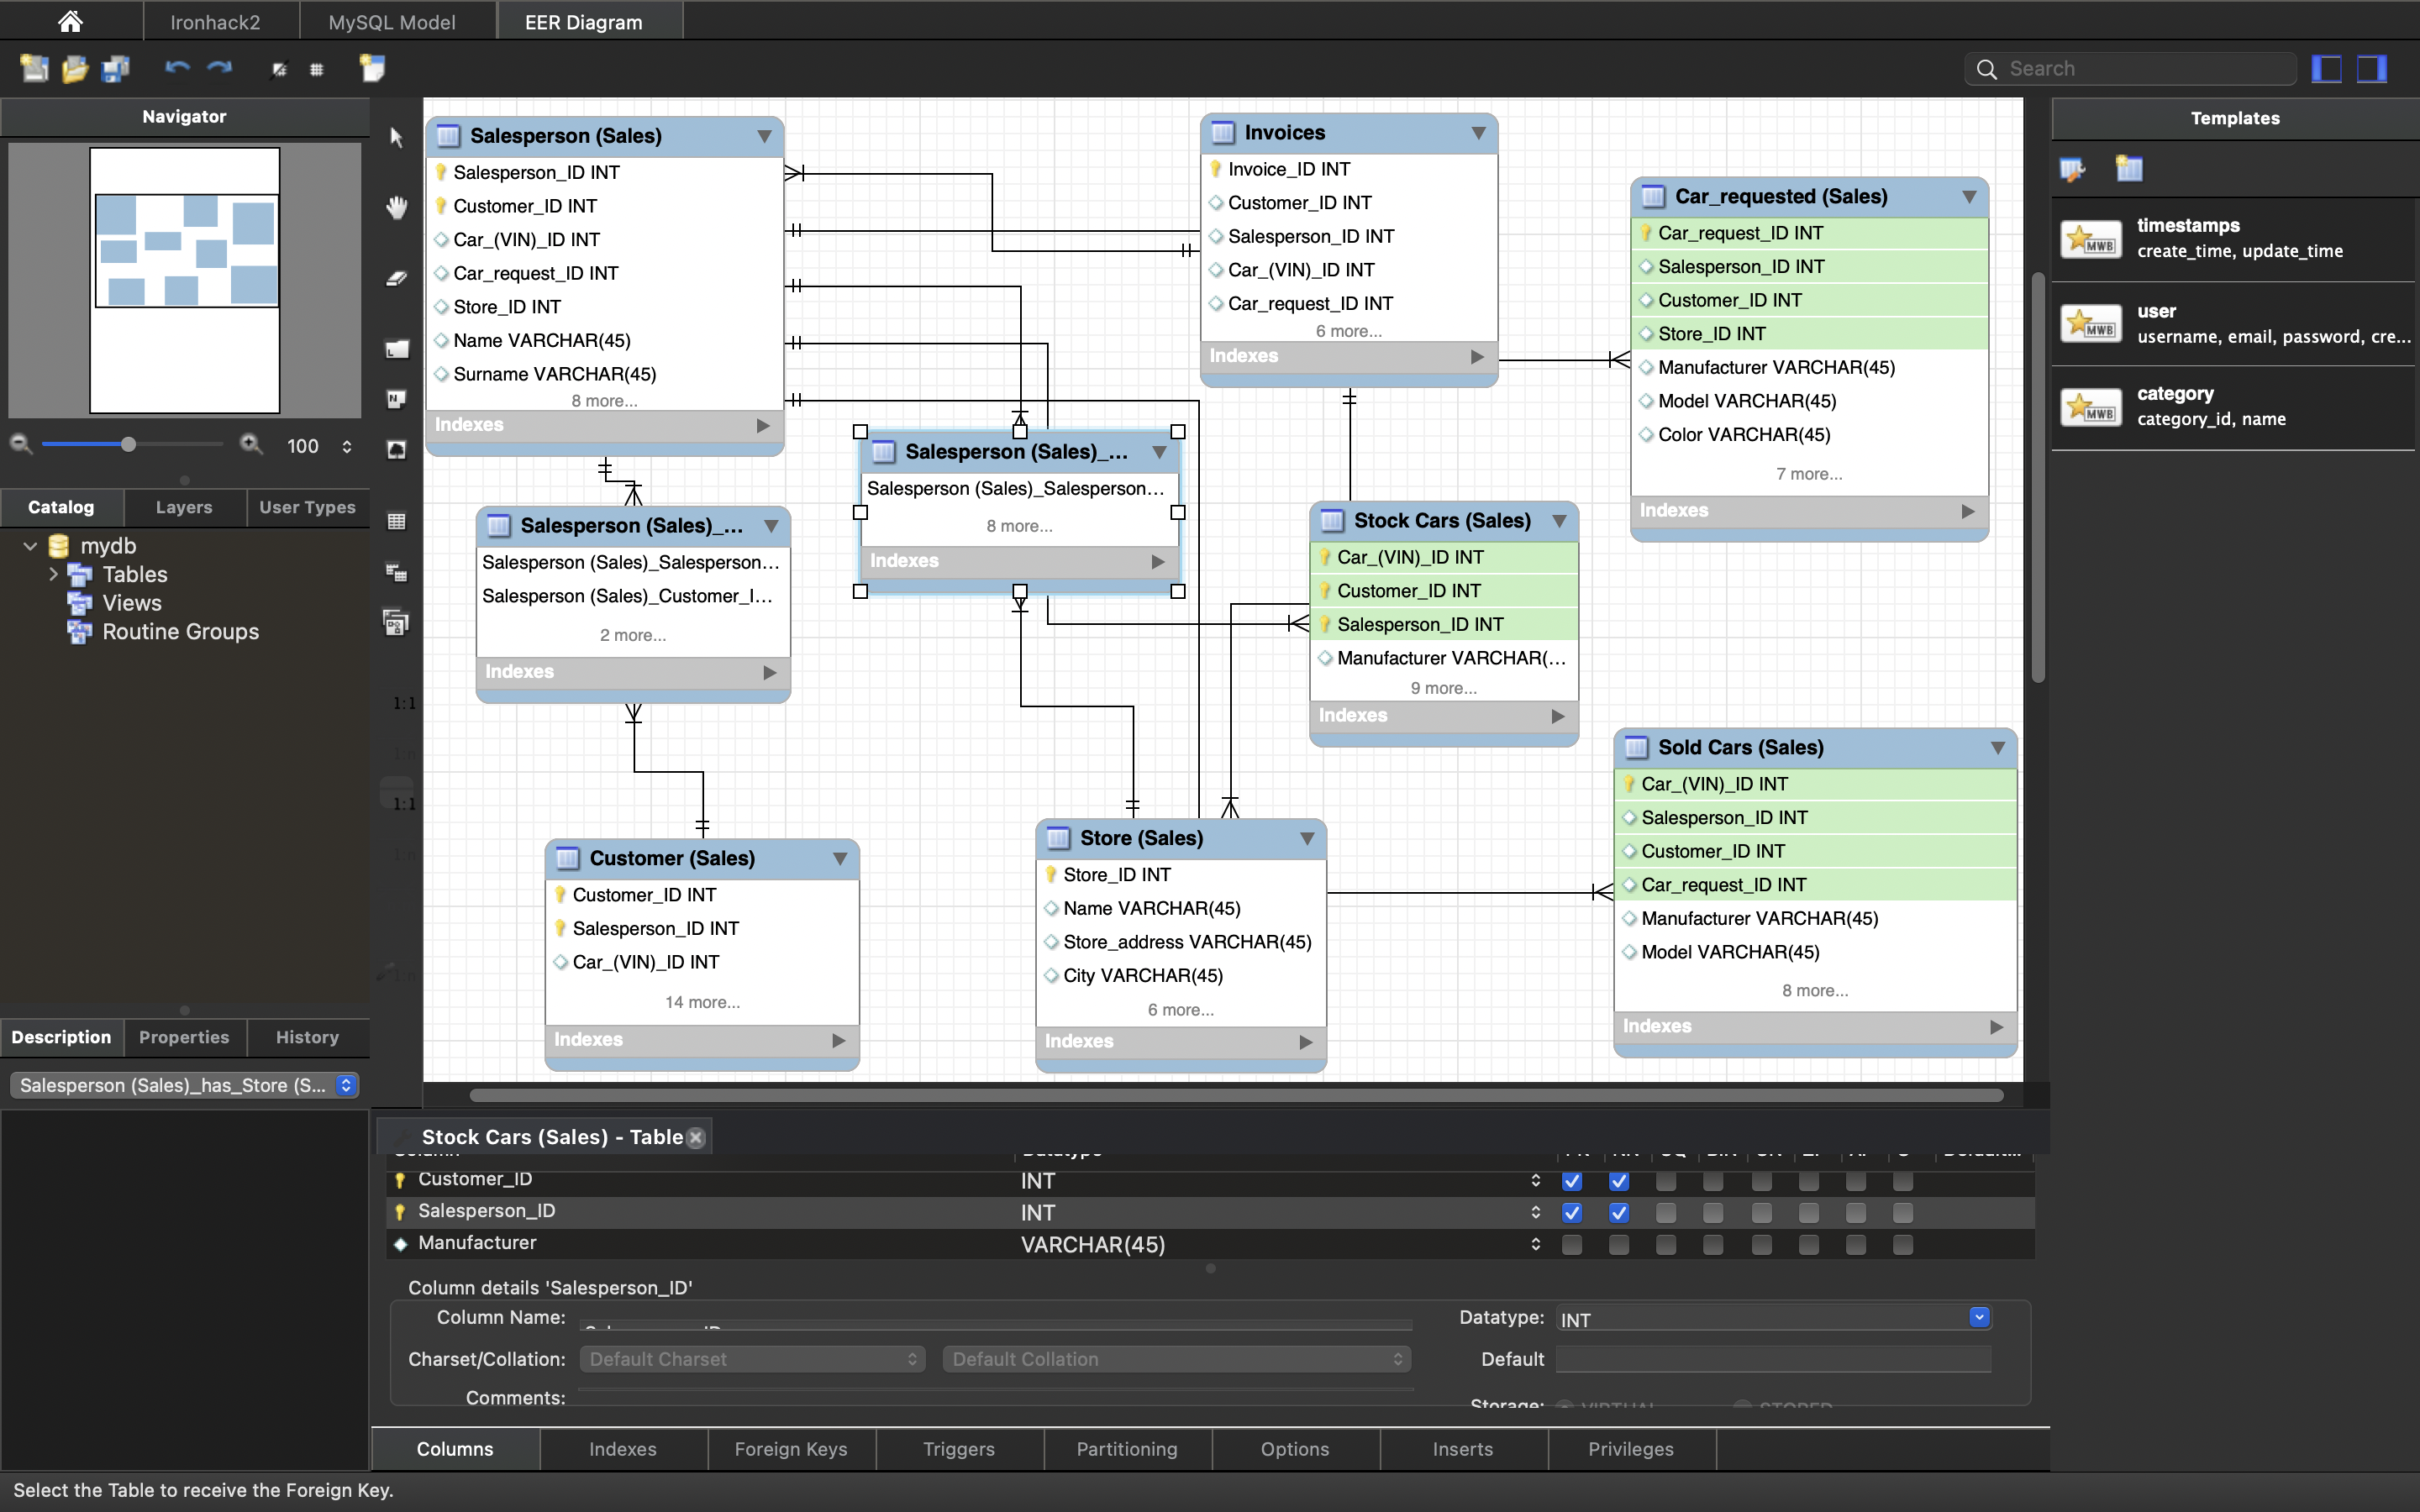 Ironhack2
MySQL Model
EER Diagram
Search
Navigator
100
Catalog
Layers
User Types
mydb
Tables
Views
Routine Groups
Description
Properties
History
Salesperson (Sales)_has_Store (S...
1:1
1:n
1:1
1:n
1:n
Salesperson (Sales)
Salesperson_ID INT
Customer_ID INT
Car_(VIN)_ID INT
Car_request_ID INT
Store_ID INT
Name VARCHAR(45)
Surname VARCHAR(45)
8 more...
Indexes
Invoices
Invoice_ID INT
Customer_ID INT
Salesperson_ID INT
Car_(VIN)_ID INT
Car_request_ID INT
6 more...
Indexes
Car_requested (Sales)
Car_request_ID INT
Salesperson_ID INT
Customer_ID INT
Store_ID INT
Manufacturer VARCHAR(45)
Model VARCHAR(45)
Color VARCHAR(45)
7 more...
Indexes
Salesperson (Sales)_...
Salesperson (Sales)_Salesperson...
8 more...
Indexes
Salesperson (Sales)_...
Salesperson (Sales)_Salesperson...
Salesperson (Sales)_Customer_I...
2 more...
Indexes
Stock Cars (Sales)
Car_(VIN)_ID INT
Customer_ID INT
Salesperson_ID INT
Manufacturer VARCHAR(...
9 more...
Indexes
Sold Cars (Sales)
Car_(VIN)_ID INT
Salesperson_ID INT
Customer_ID INT
Car_request_ID INT
Manufacturer VARCHAR(45)
Model VARCHAR(45)
8 more...
Indexes
Customer (Sales)
Customer_ID INT
Salesperson_ID INT
Car_(VIN)_ID INT
14 more...
Indexes
Store (Sales)
Store_ID INT
Name VARCHAR(45)
Store_address VARCHAR(45)
City VARCHAR(45)
6 more...
Indexes
Templates
MWB
timestamps
create_time, update_time
MWB
user
username, email, password, cre...
MWB
category
category_id, name
Stock Cars (Sales) - Table
Customer_ID INT
Salesperson_ID INT
Manufacturer VARCHAR(45)
Column details 'Salesperson_ID'
Column Name:
Datatype: INT
Charset/Collation: Default Charset Default Collation
Default
Comments:
Storage: VIRTUAL STORED
Columns
Indexes
Foreign Keys
Triggers
Partitioning
Options
Inserts
Privileges
Select the Table to receive the Foreign Key.